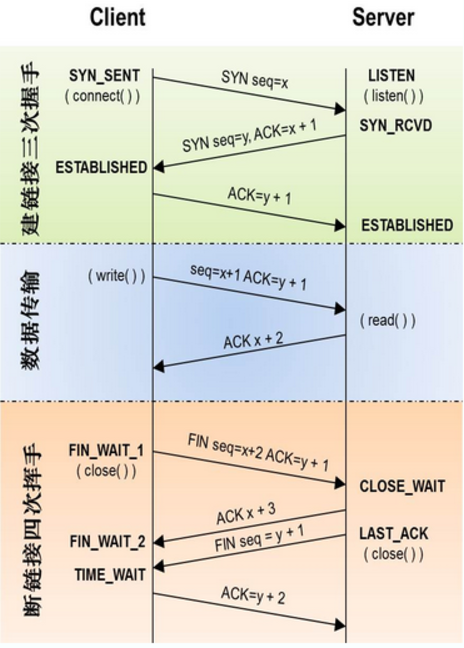 Client
Server
建链接三次握手
SYN_SENT
( connect( ) )
SYN seq=x
LISTEN
( listen( ) )
SYN_RCVD
SYN seq=y, ACK=x + 1
ESTABLISHED
ACK=y + 1
ESTABLISHED
数据传输
( write( ) )
seq=x+1 ACK=y + 1
( read( ) )
ACK x + 2
断链接四次挥手
FIN_WAIT_1
( close( ) )
FIN seq=x+2 ACK=y + 1
CLOSE_WAIT
ACK x + 3
FIN_WAIT_2
FIN seq = y + 1
LAST_ACK
( close( ) )
TIME_WAIT
ACK=y + 2